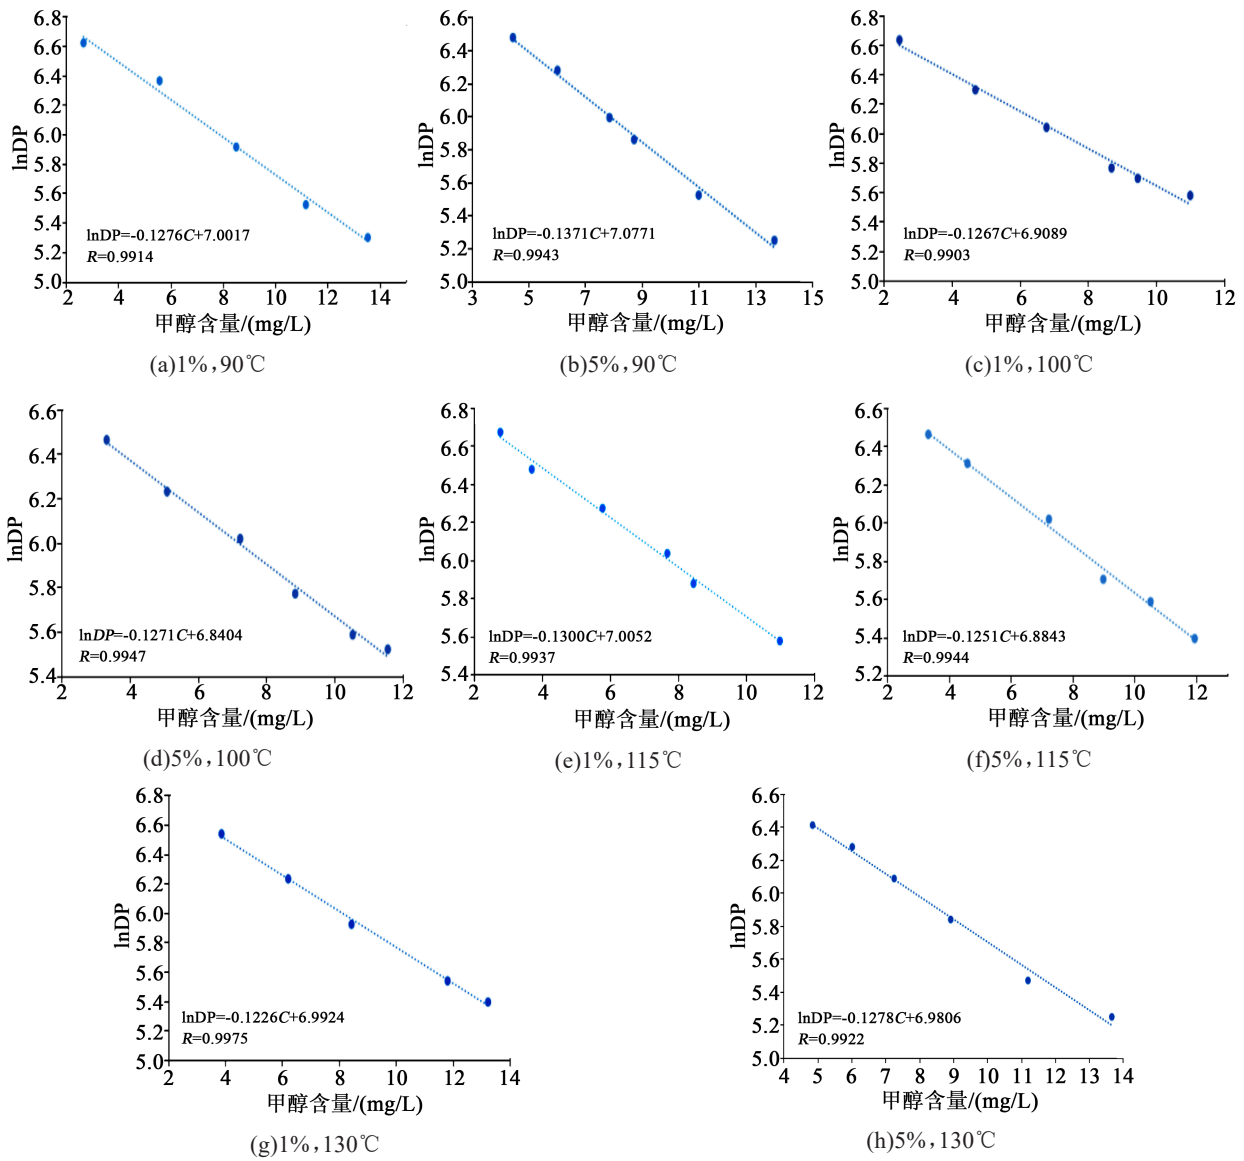 6.8
6.6
6.4
6.2
6.0
5.8
5.6
5.4
5.2
5.0
lnDP
lnDP=-0.1276C+7.0017
R=0.9914
2 4 6 8 10 12 14
甲醇含量/(mg/L)
(a)1%,90℃
6.6
6.4
6.2
6.0
5.8
5.6
5.4
5.2
5.0
lnDP
lnDP=-0.1371C+7.0771
R=0.9943
3 5 7 9 11 13 15
甲醇含量/(mg/L)
(b)5%,90℃
6.8
6.6
6.4
6.2
6.0
5.8
5.6
5.4
5.2
5.0
lnDP
lnDP=-0.1267C+6.9089
R=0.9903
2 4 6 8 10 12
甲醇含量/(mg/L)
(c)1%,100℃
6.6
6.4
6.2
6.0
5.8
5.6
5.4
lnDP
lnDP=-0.1271C+6.8404
R=0.9947
2 4 6 8 10 12
甲醇含量/(mg/L)
(d)5%,100℃
6.8
6.6
6.4
6.2
6.0
5.8
5.6
5.4
lnDP
lnDP=-0.1300C+7.0052
R=0.9937
2 4 6 8 10 12
甲醇含量/(mg/L)
(e)1%,115℃
6.6
6.4
6.2
6.0
5.8
5.6
5.4
5.2
lnDP
lnDP=-0.1251C+6.8843
R=0.9944
2 4 6 8 10 12
甲醇含量/(mg/L)
(f)5%,115℃
6.8
6.6
6.4
6.2
6.0
5.8
5.6
5.4
5.2
5.0
lnDP
lnDP=-0.1226C+6.9924
R=0.9975
2 4 6 8 10 12 14
甲醇含量/(mg/L)
(g)1%,130℃
6.6
6.4
6.2
6.0
5.8
5.6
5.4
5.2
5.0
lnDP
lnDP=-0.1278C+6.9806
R=0.9922
4 5 6 7 8 9 10 11 12 13 14
甲醇含量/(mg/L)
(h)5%,130℃